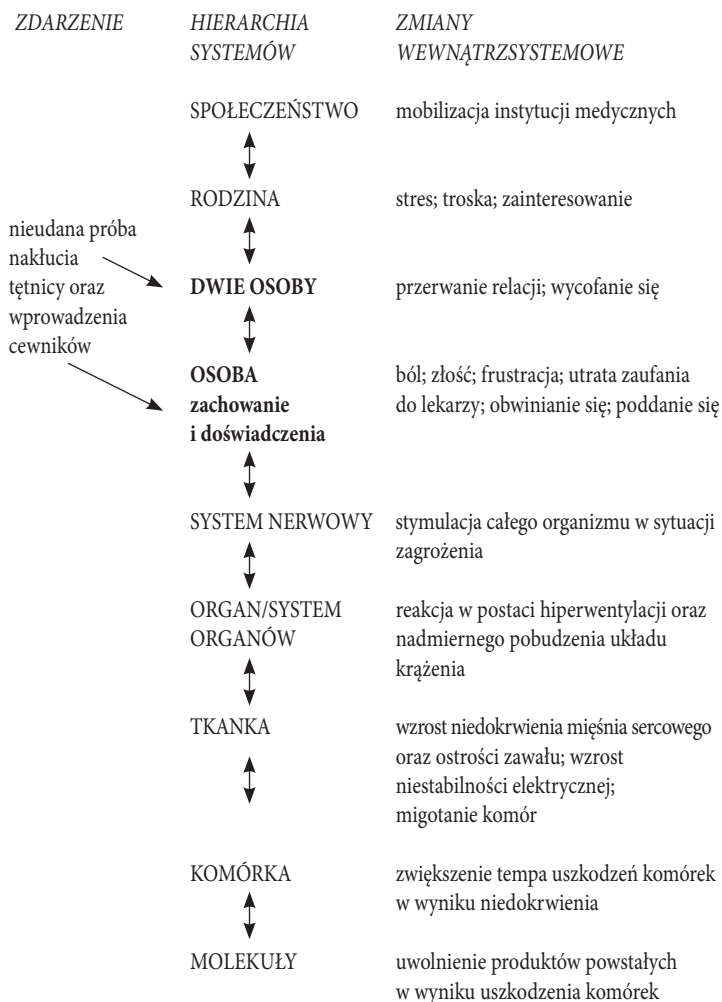 ZDARZENIE HIERARCHIA ZMIANY
SYSTEMÓW WEWNĄTRZSYSTEMOWE
SPOŁECZEŃSTWO mobilizacja instytucji medycznych
RODZINA stres; troska; zainteresowanie
nieudana próba
nakłucia
tętnicy oraz DWIE OSOBY przerwanie relacji; wycofanie się
wprowadzenia
cewników
OSOBA ból; złość; frustracja; utrata zaufania
zachowanie do lekarzy; obwinianie się; poddanie się
i doświadczenia
SYSTEM NERWOWY stymulacja całego organizmu w sytuacji
zagrożenia
ORGAN/SYSTEM reakcja w postaci hiperwentylacji oraz
ORGANÓW nadmiernego pobudzenia układu
krążenia
TKANKA wzrost niedokrwienia mięśnia sercowego
oraz ostrości zawału; wzrost
niestabilności elektrycznej;
migotanie komór
KOMÓRKA zwiększenie tempa uszkodzeń komórek
w wyniku niedokrwienia
MOLEKUŁY uwolnienie produktów powstałych
w wyniku uszkodzenia komórek